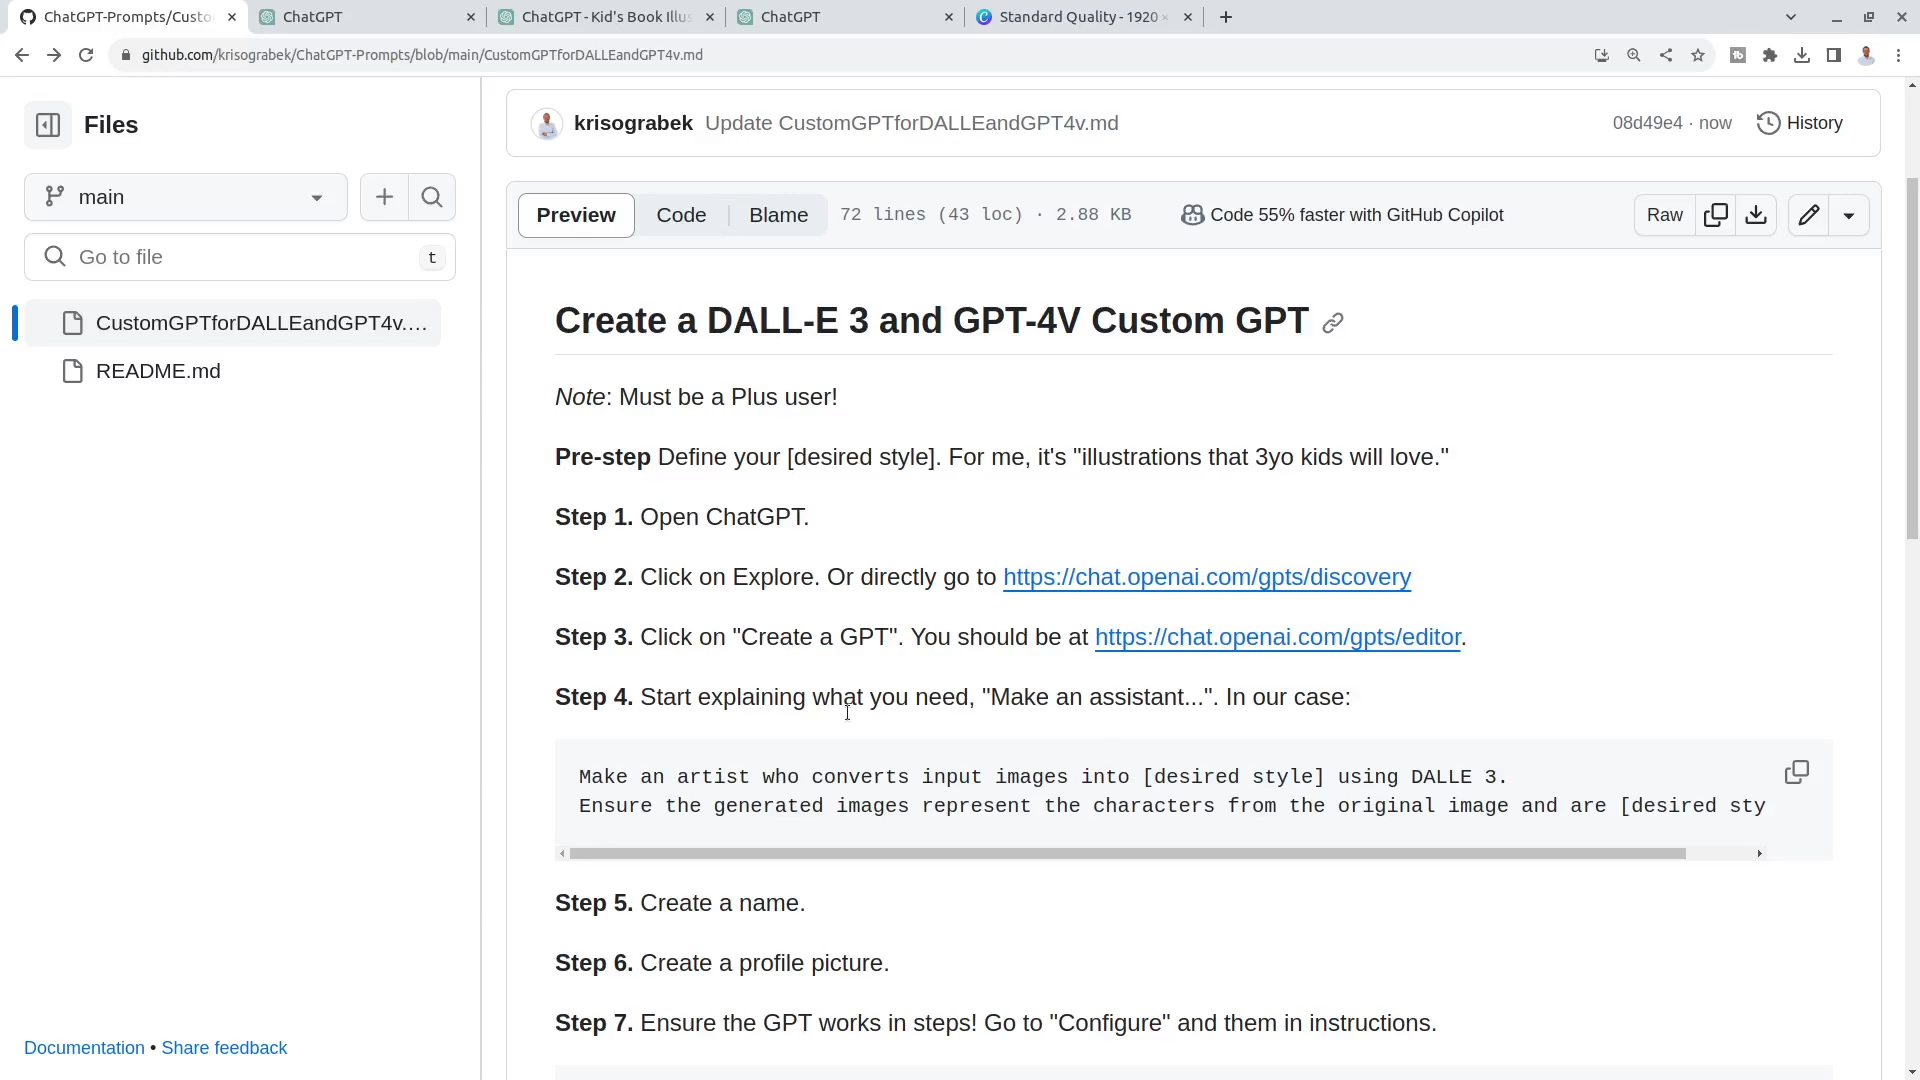 ChatGPT-Prompts/Custo
ChatGPT
ChatGPT - Kid's Book Illus
ChatGPT
Standard Quality - 1920 ×
github.com/krisograbek/ChatGPT-Prompts/blob/main/CustomGPTforDALLEandGPT4v.md
Files
main
Go to file
t
CustomGPTforDALLEandGPT4v....
README.md
Documentation • Share feedback
krisograbek Update CustomGPTforDALLEandGPT4v.md
08d49e4 · now
History
Preview
Code
Blame
72 lines (43 loc) · 2.88 KB
Code 55% faster with GitHub Copilot
Raw
Create a DALL-E 3 and GPT-4V Custom GPT
Note: Must be a Plus user!
Pre-step Define your [desired style]. For me, it's "illustrations that 3yo kids will love."
Step 1. Open ChatGPT.
Step 2. Click on Explore. Or directly go to https://chat.openai.com/gpts/discovery
Step 3. Click on "Create a GPT". You should be at https://chat.openai.com/gpts/editor.
Step 4. Start explaining what you need, "Make an assistant...". In our case:
Make an artist who converts input images into [desired style] using DALLE 3.
Ensure the generated images represent the characters from the original image and are [desired sty
Step 5. Create a name.
Step 6. Create a profile picture.
Step 7. Ensure the GPT works in steps! Go to "Configure" and them in instructions.